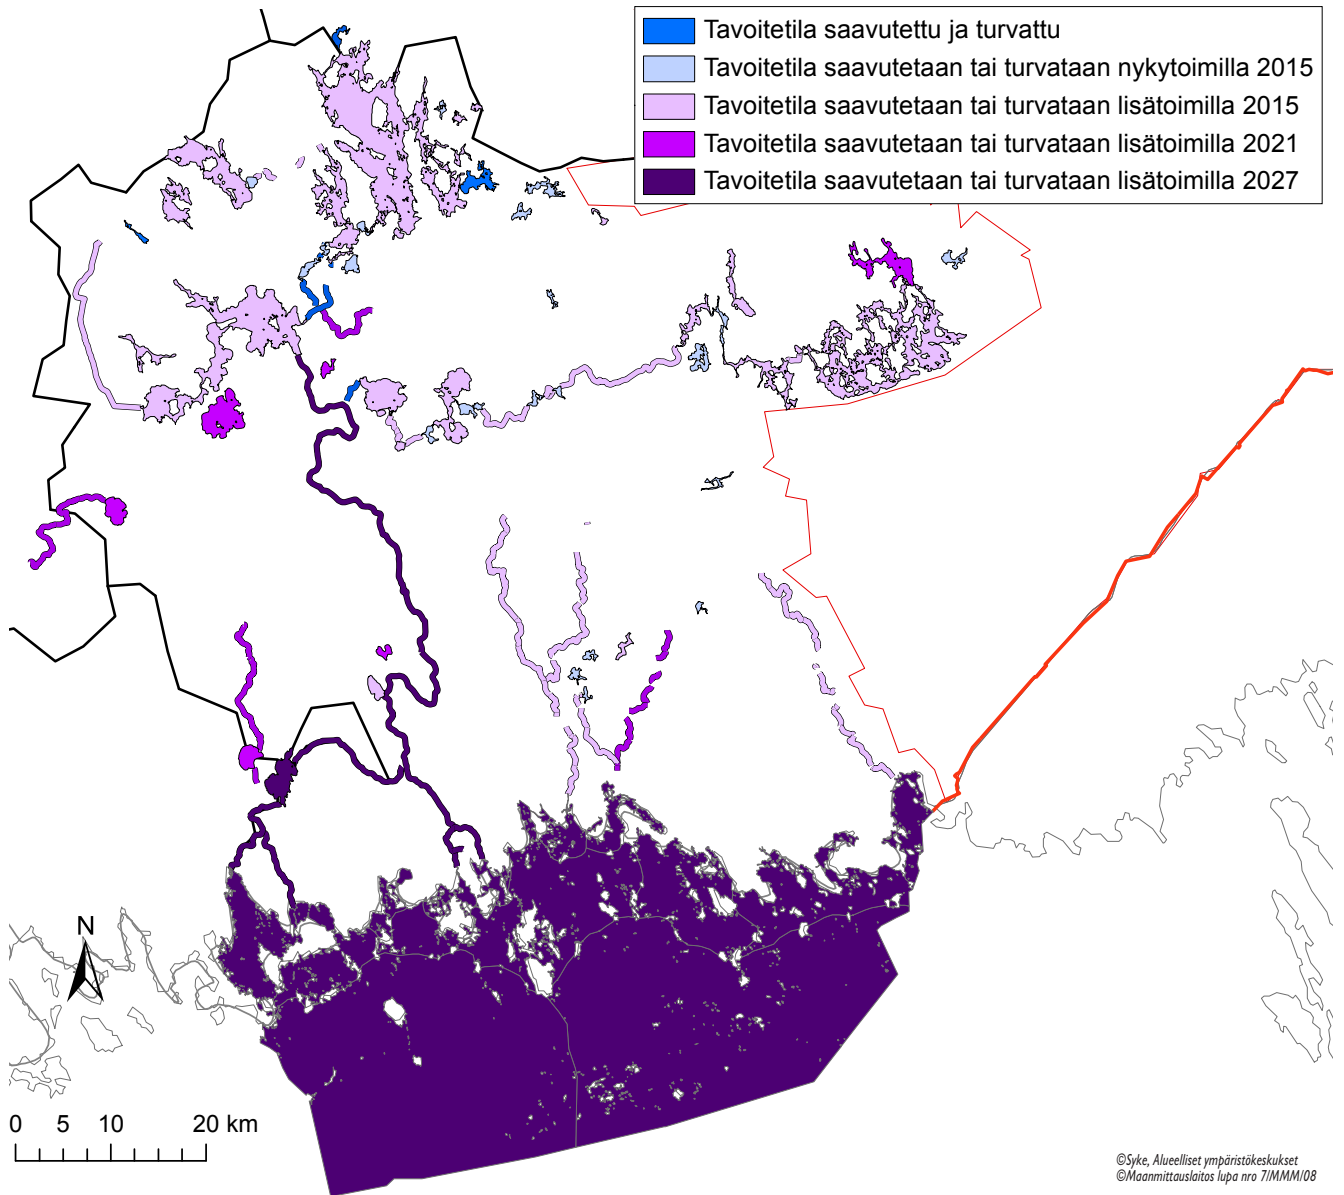 Tavoitetila saavutettu ja turvattu
Tavoitetila saavutetaan tai turvataan nykytoimilla 2015
Tavoitetila saavutetaan tai turvataan lisätoimilla 2015
Tavoitetila saavutetaan tai turvataan lisätoimilla 2021
Tavoitetila saavutetaan tai turvataan lisätoimilla 2027
N
0 5 10 20 km
©Syke, Alueelliset ympäristökeskukset
©Maanmittauslaitos lupa nro 7/MMM/08